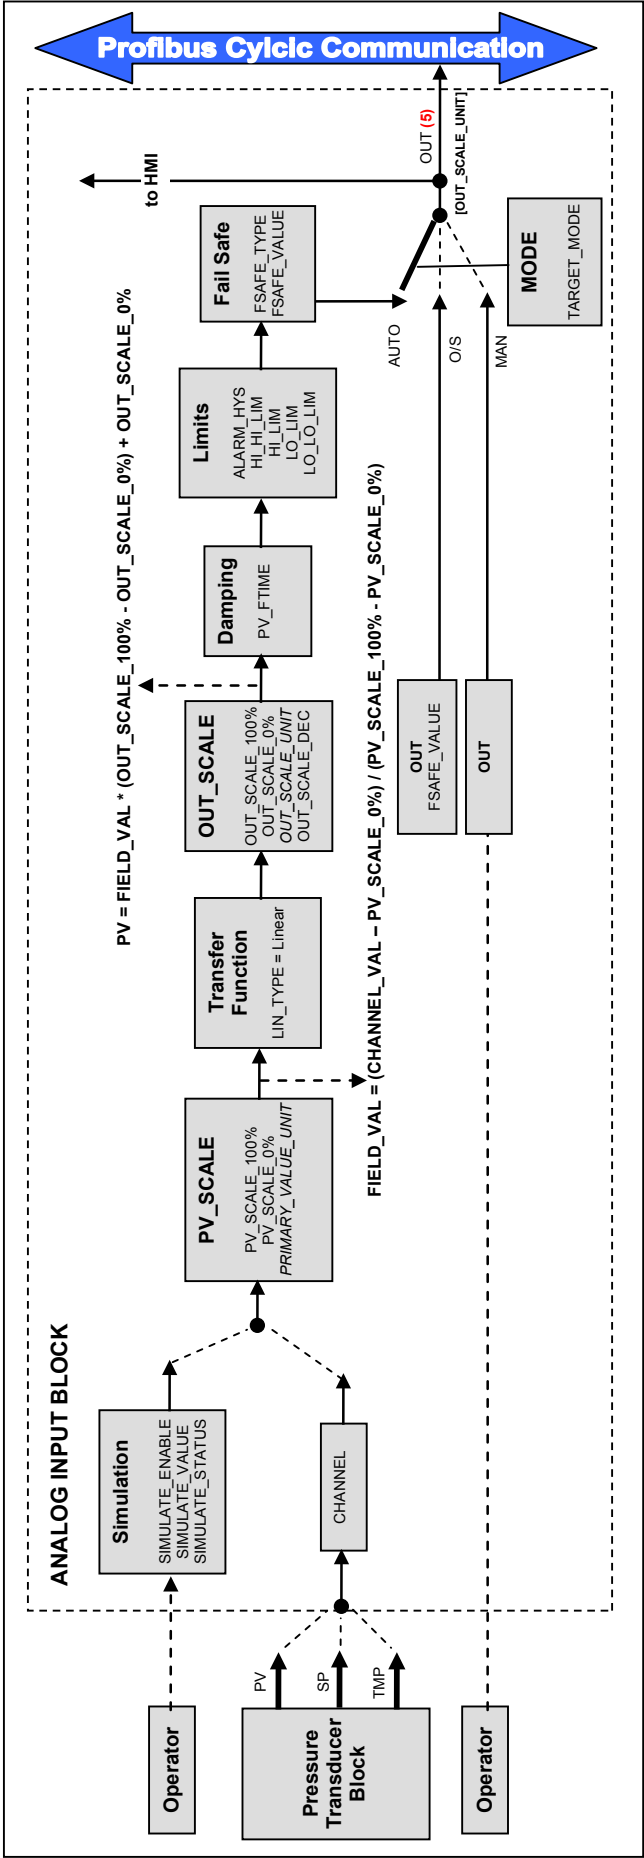 Profibus Cylcic Communication
ANALOG INPUT BLOCK
Operator
Simulation
SIMULATE_ENABLE
SIMULATE_VALUE
SIMULATE_STATUS
Pressure
Transducer
Block
PV
SP
TMP
CHANNEL
Operator
PV_SCALE
PV_SCALE_100%
PV_SCALE_0%
PRIMARY_VALUE_UNIT
FIELD_VAL = (CHANNEL_VAL – PV_SCALE_0%) / (PV_SCALE_100% - PV_SCALE_0%)
Transfer
Function
LIN_TYPE = Linear
OUT_SCALE
OUT_SCALE_100%
OUT_SCALE_0%
OUT_SCALE_UNIT
OUT_SCALE_DEC
PV = FIELD_VAL * (OUT_SCALE_100% - OUT_SCALE_0%) + OUT_SCALE_0%
Damping
PV_FTIME
Limits
ALARM_HYS
HI_HI_LIM
HI_LIM
LO_LIM
LO_LO_LIM
Fail Safe
FSAFE_TYPE
FSAFE_VALUE
OUT
FSAFE_VALUE
OUT
AUTO
O/S
MAN
MODE
TARGET_MODE
to HMI
OUT (5)
[OUT_SCALE_UNIT]